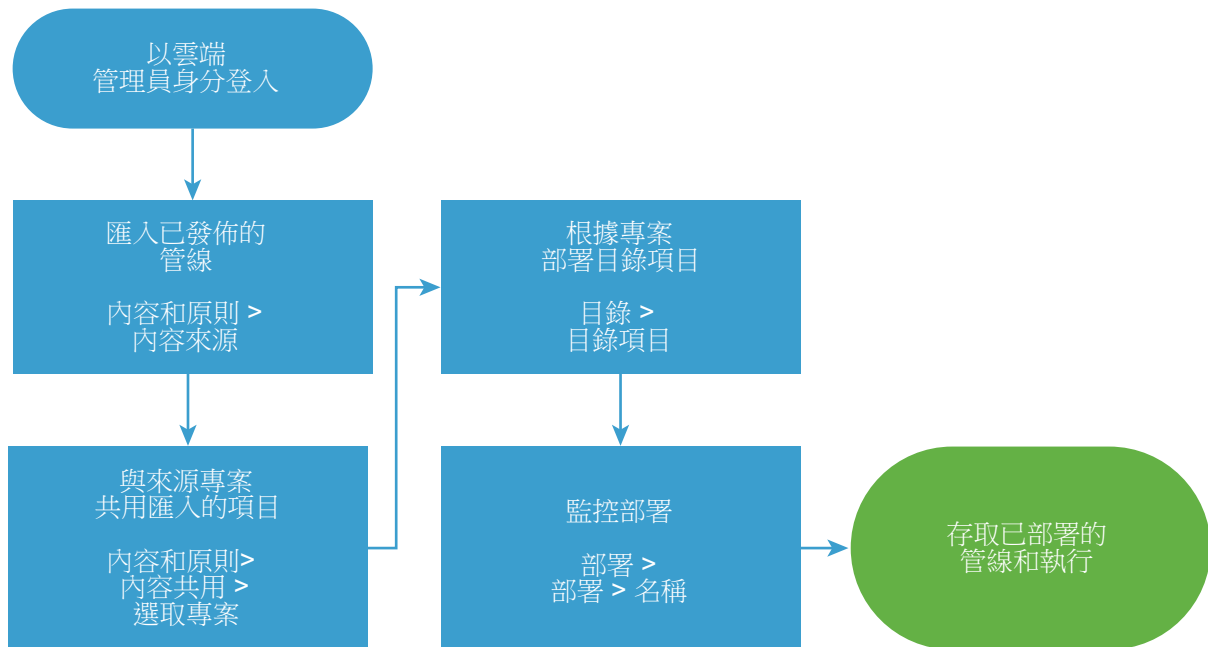 以雲端
管理員身分登入
匯入已發佈的
管線
內容和原則 >
內容來源
與來源專案
共用匯入的項目
內容和原則>
內容共用 >
選取專案
根據專案
部署目錄項目
目錄 >
目錄項目
監控部署
部署 >
部署 > 名稱
存取已部署的
管線和執行